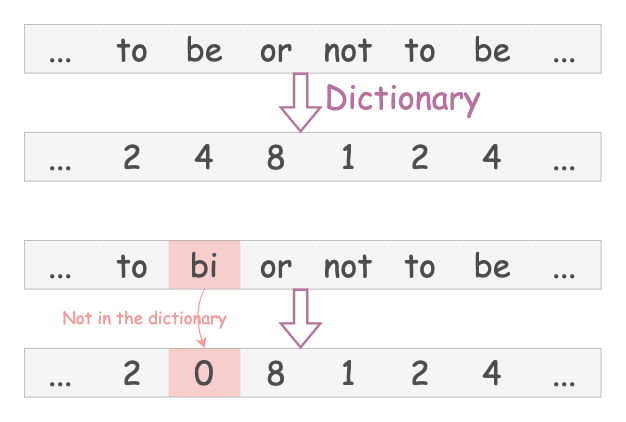 ... to be or not to be ...
Dictionary
... 2 4 8 1 2 4 ...
... to bi or not to be ...
Not in the dictionary
... 2 0 8 1 2 4 ...